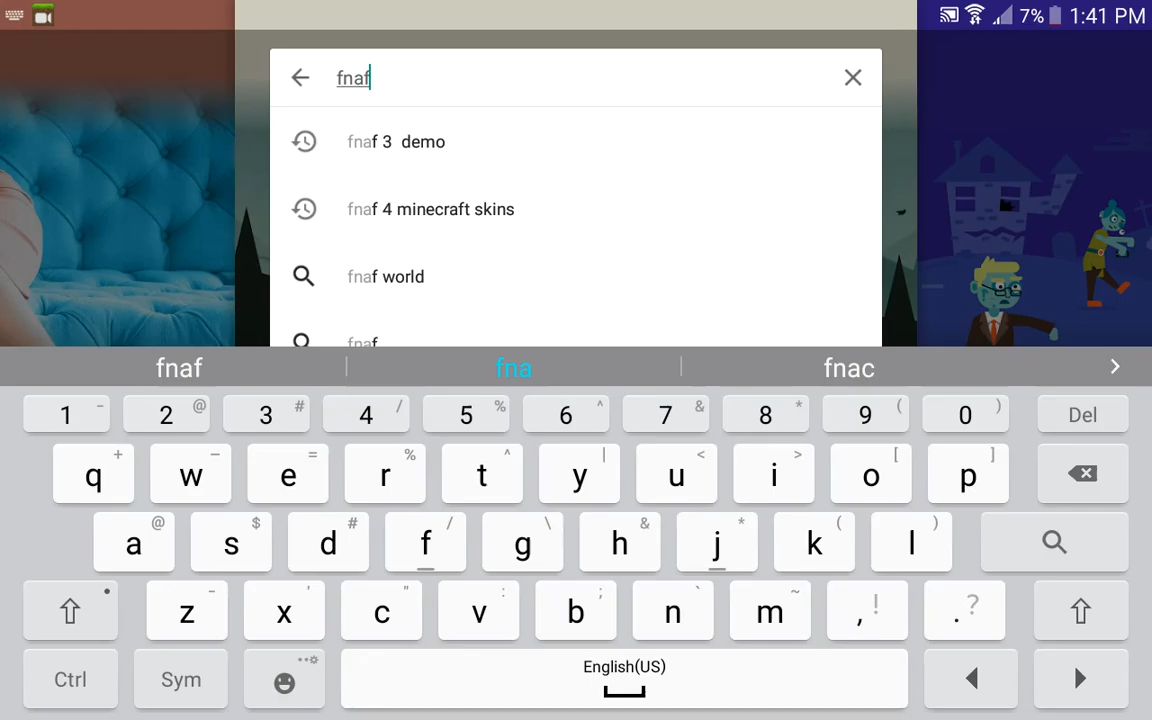 7% 1:41 PM
fnaf
fnaf 3  demo
fnaf 4 minecraft skins
fnaf world
fnaf
fnaf fna fnac >
1 - 2 @ 3 # 4 / 5 % 6 ^ 7 & 8 * 9 ( 0 ) Del
q + w – e = r % t ^ y | u < i > o [ p ]
a @ s $ d # f / g \ h & j * k ( l )
z - x ' c " v : b ; n ` m ~ , ! . ?
Ctrl Sym English(US)